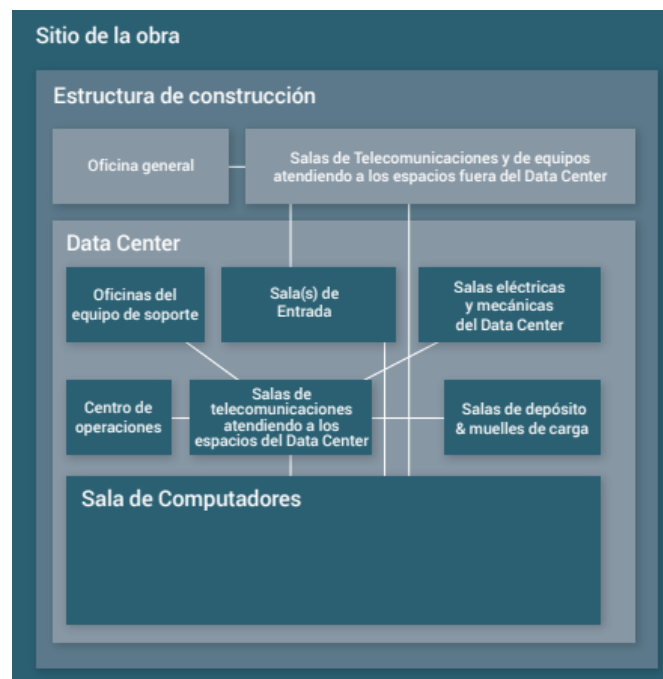 Sitio de la obra
Estructura de construcción
Oficina general
Salas de Telecomunicaciones y de equipos
atendiendo a los espacios fuera del Data Center
Data Center
Oficinas del
equipo de soporte
Sala(s) de
Entrada
Salas eléctricas
y mecánicas
del Data Center
Centro de
operaciones
Salas de
telecomunicaciones
atendiendo a los
espacios del Data Center
Salas de depósito
& muelles de carga
Sala de Computadores